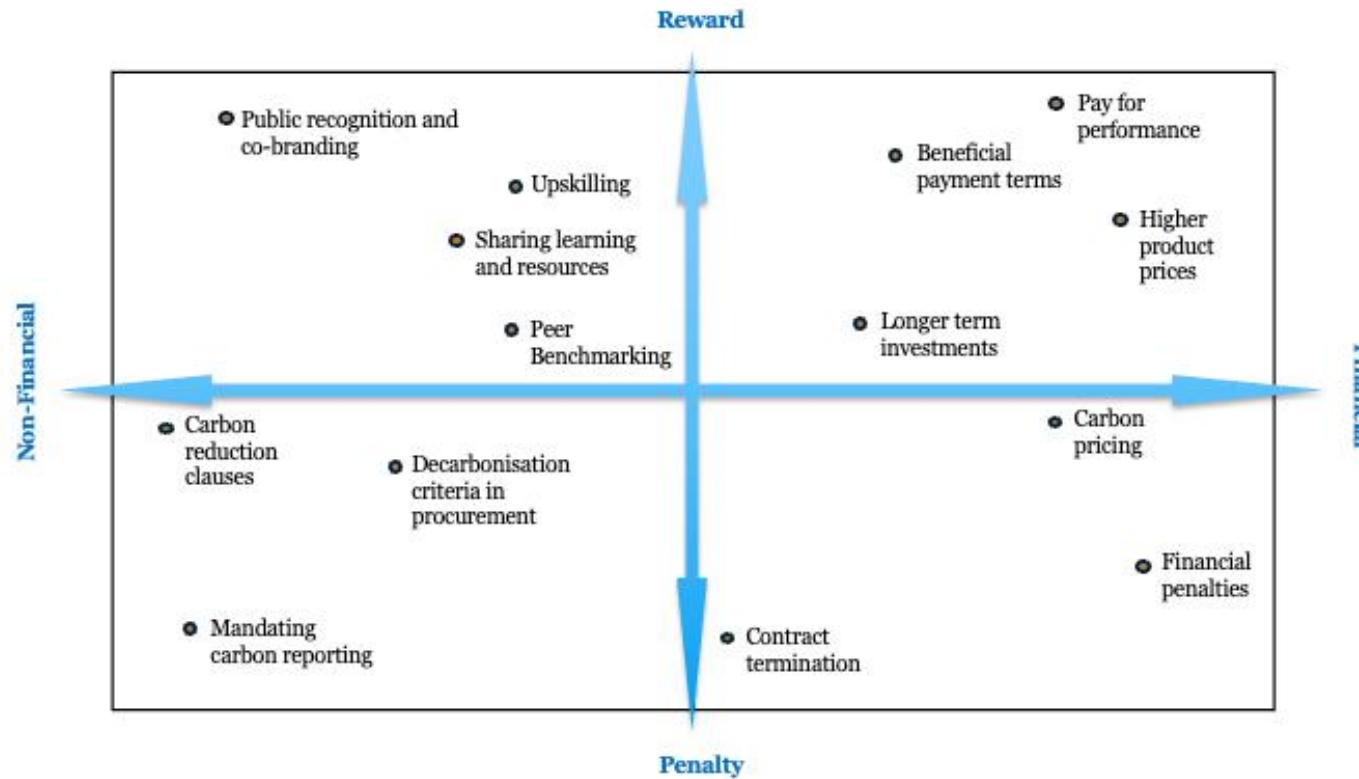 Reward
Public recognition and
co-branding
Upskilling
Sharing learning
and resources
Peer
Benchmarking
Pay for
performance
Beneficial
payment terms
Higher
product
prices
Longer term
investments
Non-Financial
Carbon
reduction
clauses
Decarbonisation
criteria in
procurement
Mandating
carbon reporting
Carbon
pricing
Financial
penalties
Contract
termination
Penalty